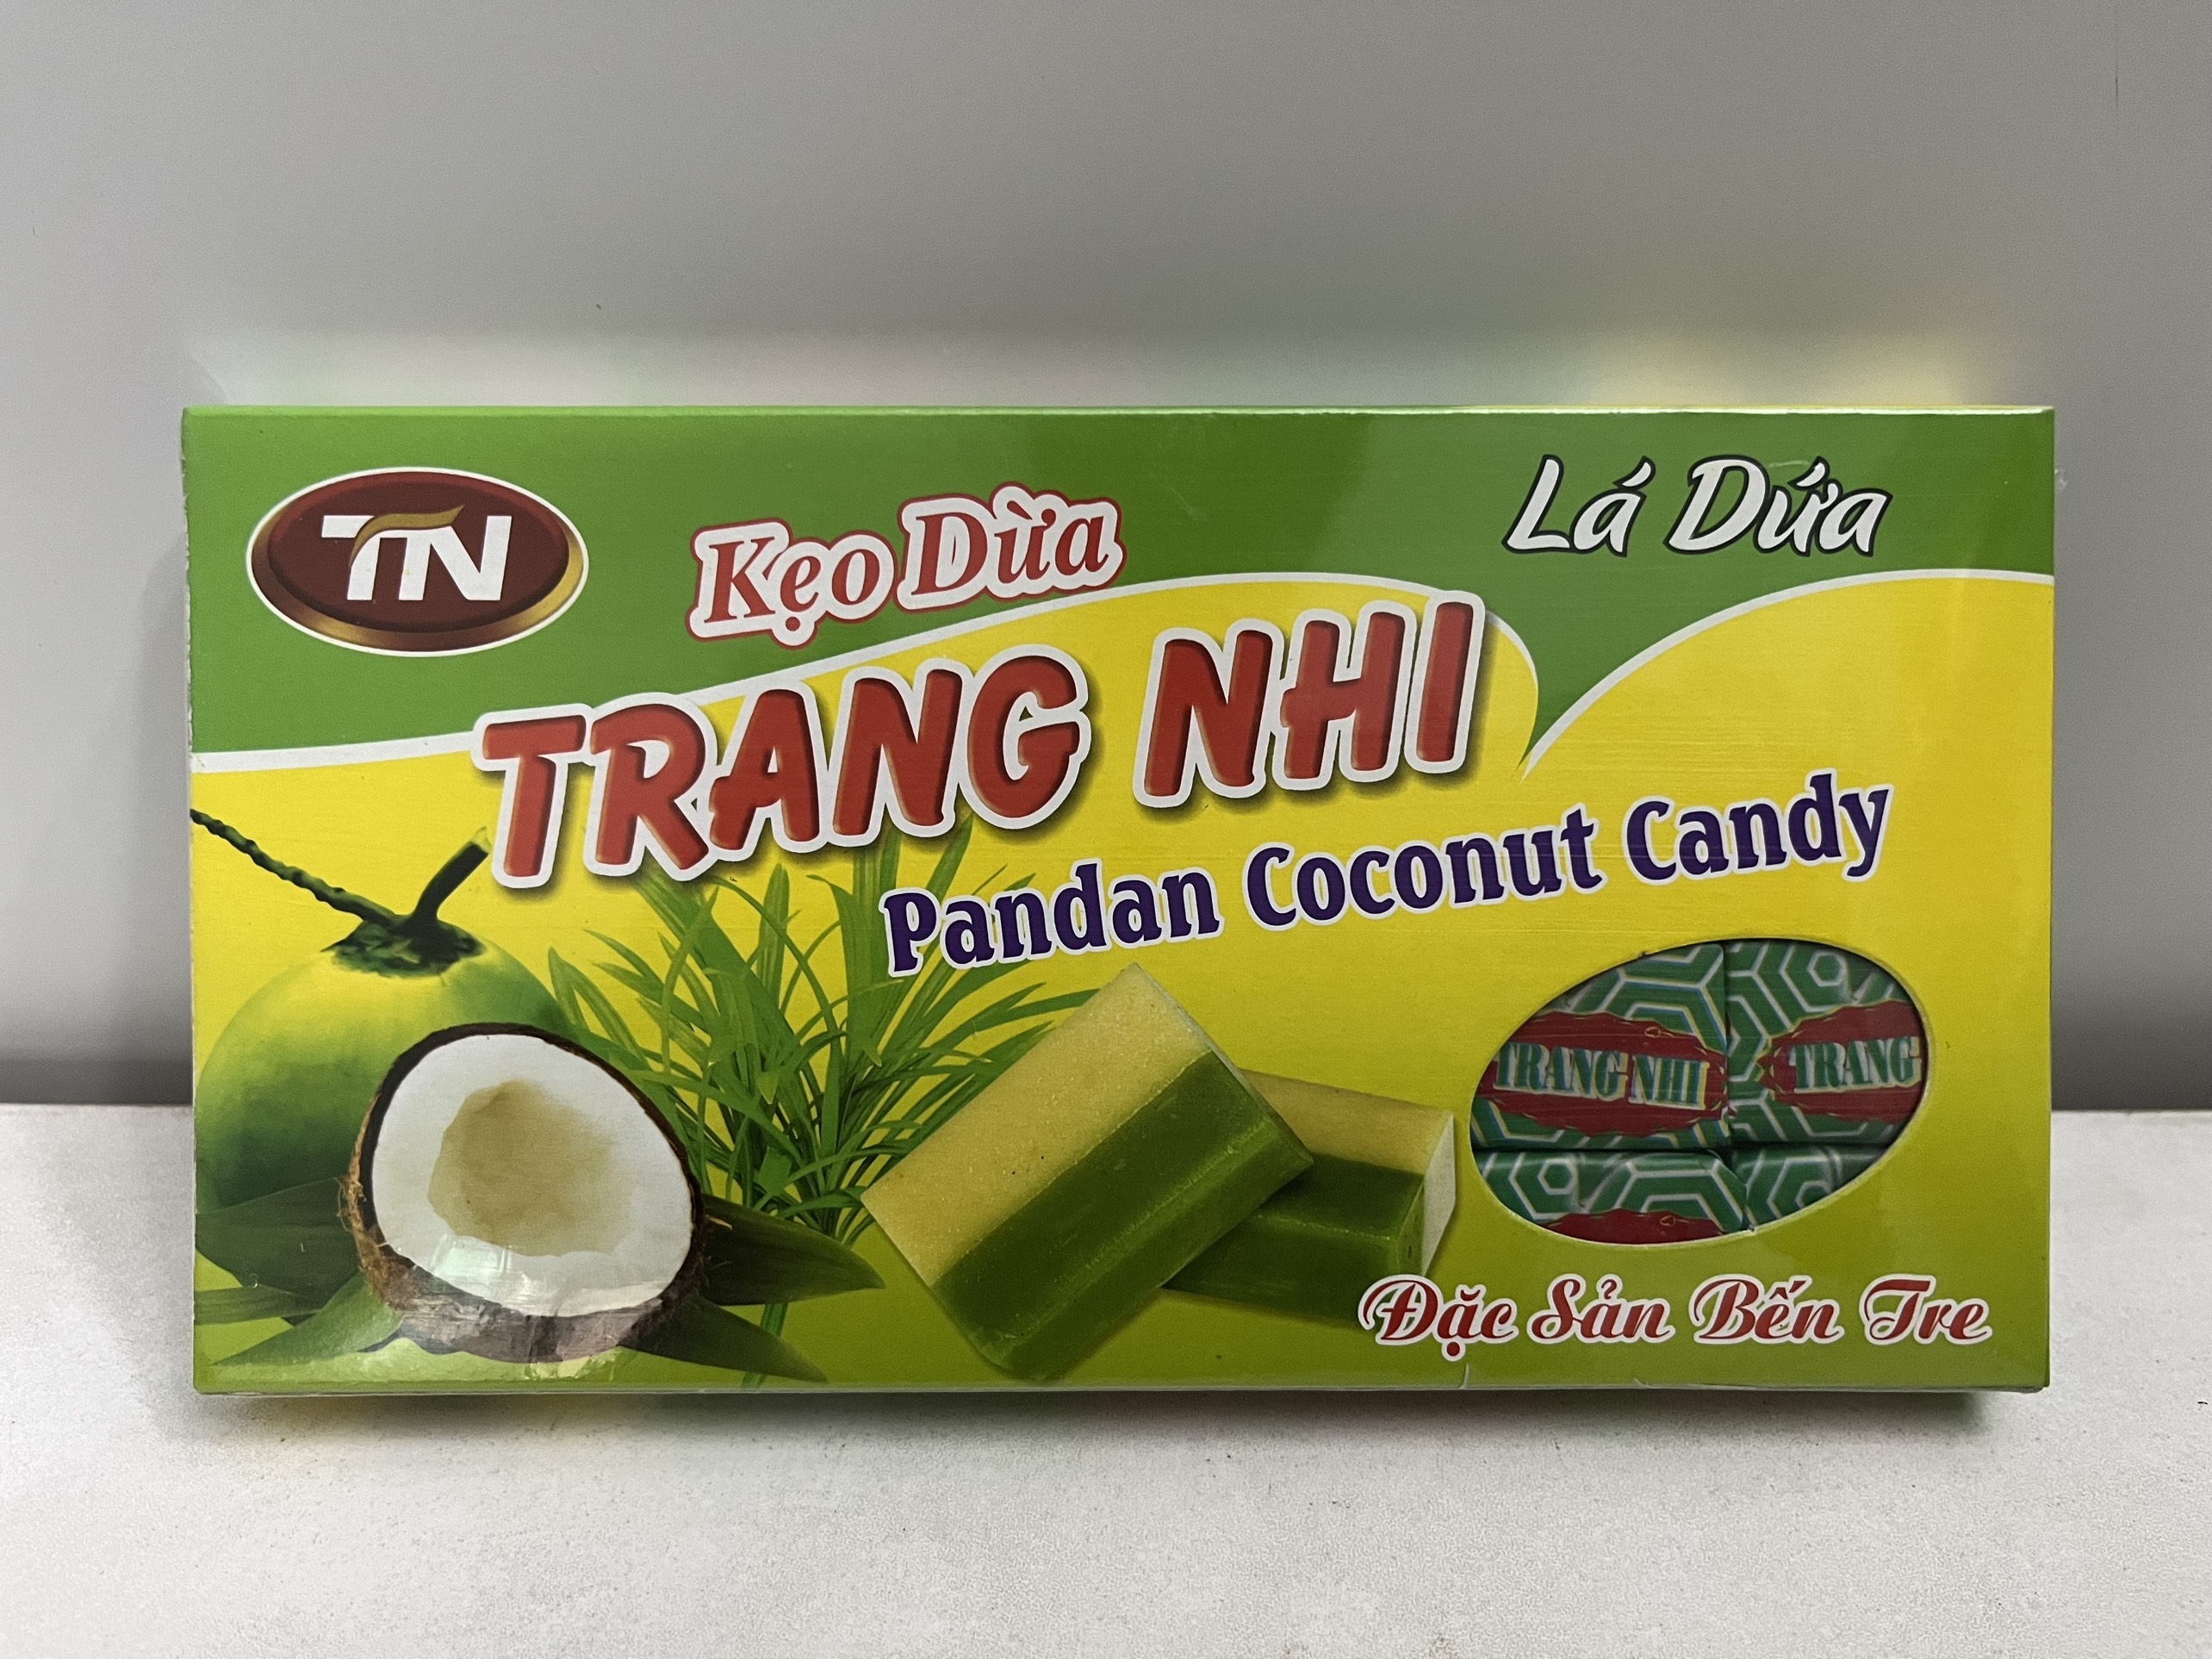 TN
Kẹo Dừa
Lá Dứa
TRANG NHI
Pandan Coconut Candy
TRANG NHI
TRANG
Đặc Sản Bến Tre